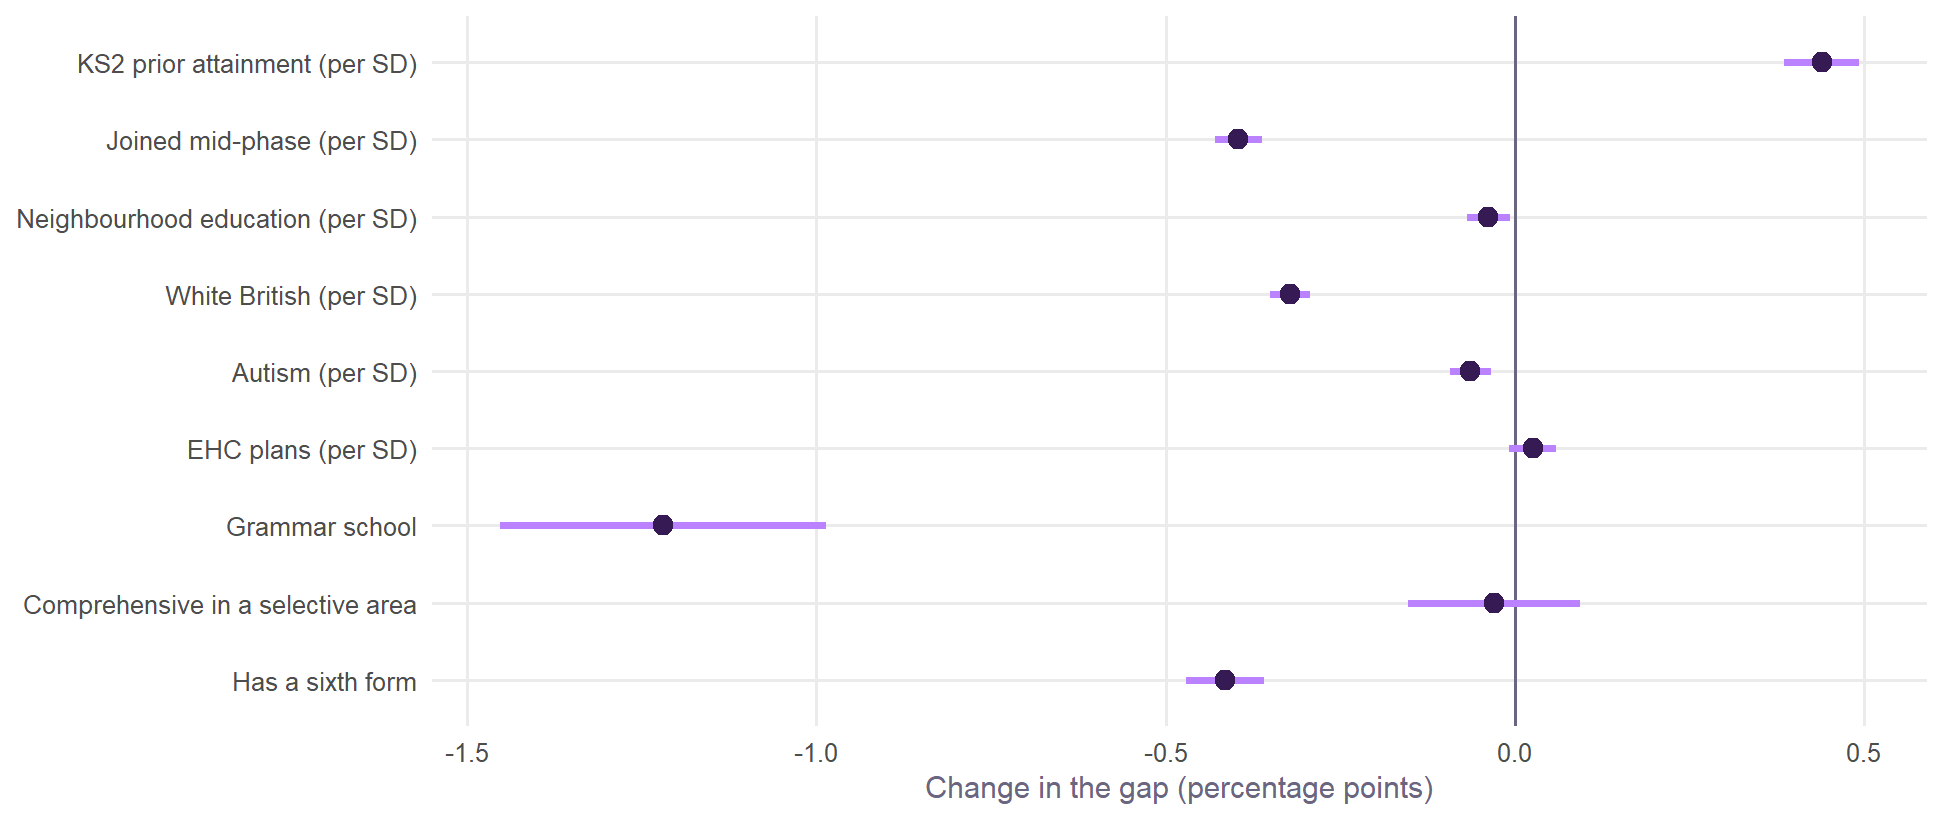 KS2 prior attainment (per SD)
Joined mid-phase (per SD)
Neighbourhood education (per SD)
White British (per SD)
Autism (per SD)
EHC plans (per SD)
Grammar school
Comprehensive in a selective area
Has a sixth form
-1.5 -1.0 -0.5 0.0 0.5
Change in the gap (percentage points)